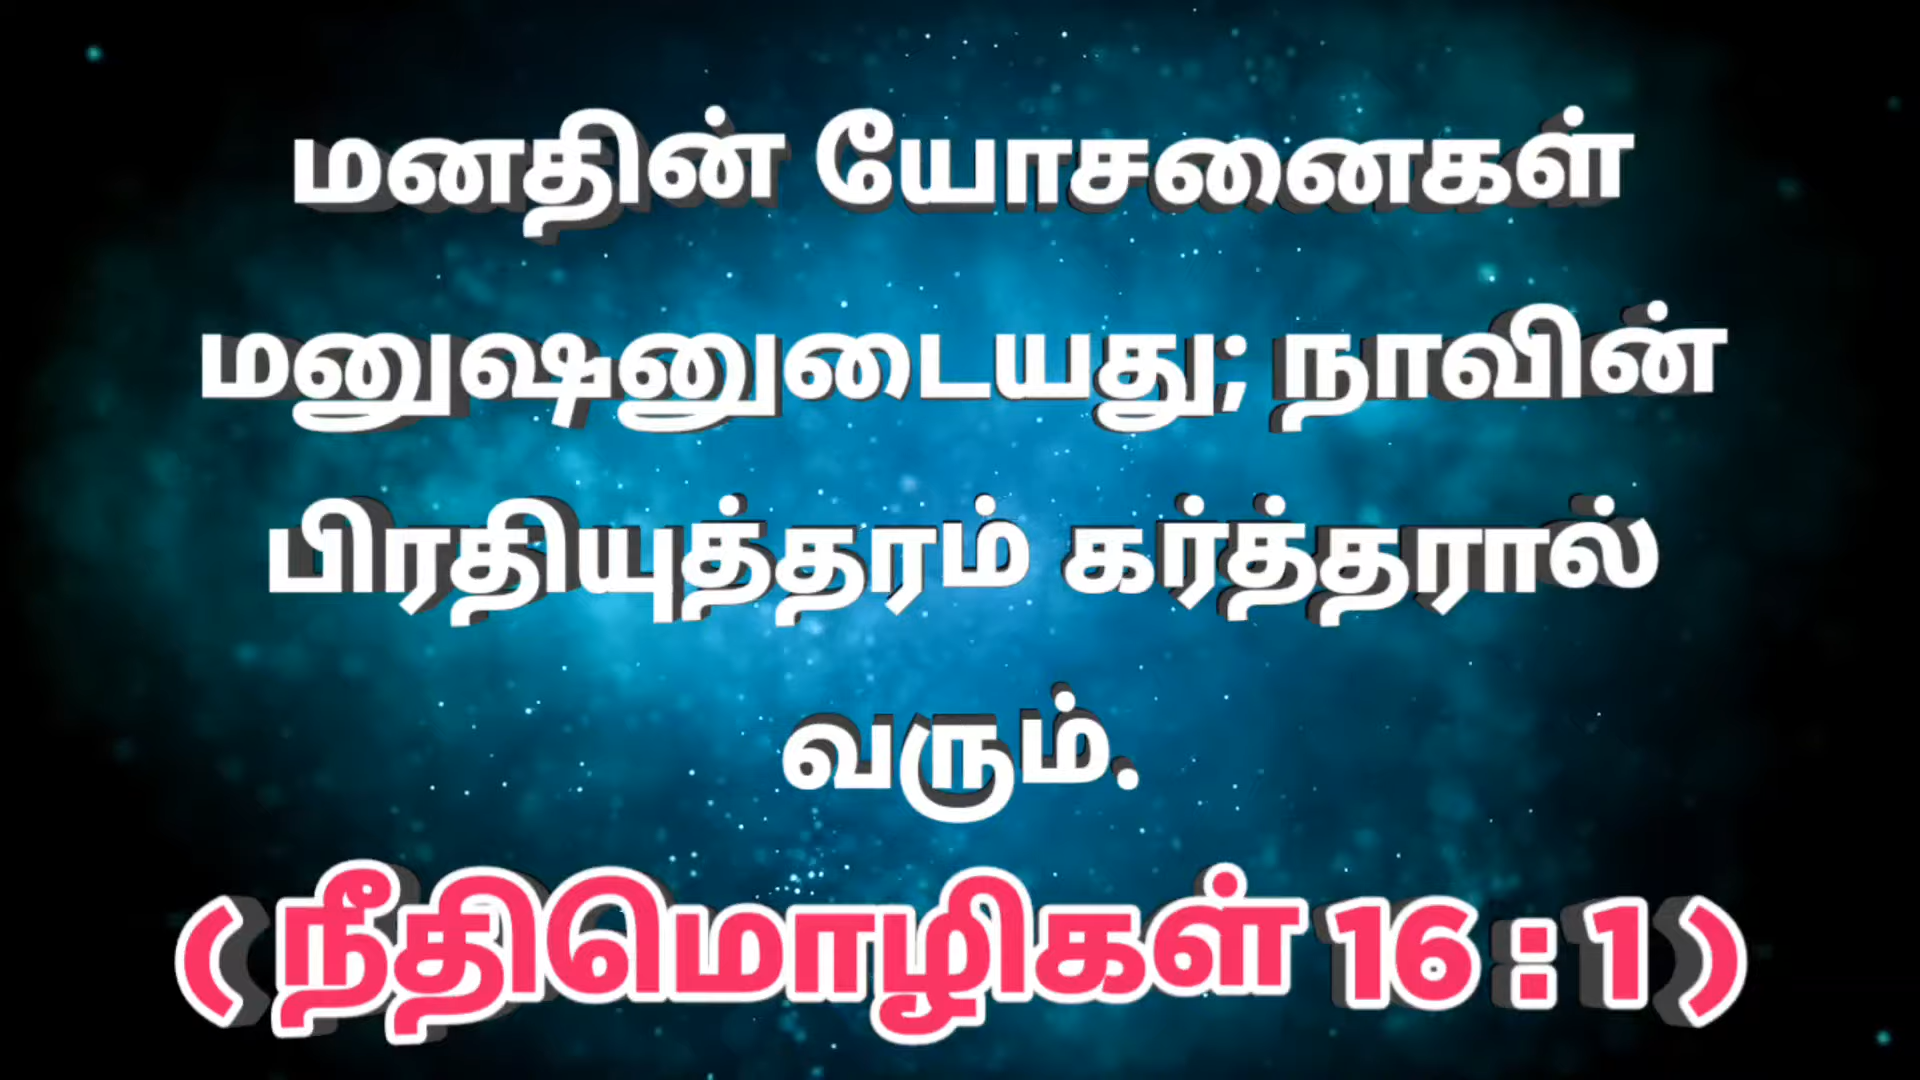 மனதின் யோசனைகள்
மனுஷனுடையது; நாவின்
பிரதியுத்தரம் கர்த்தரால்
வரும்.
( நீதிமொழிகள் 16 : 1 )